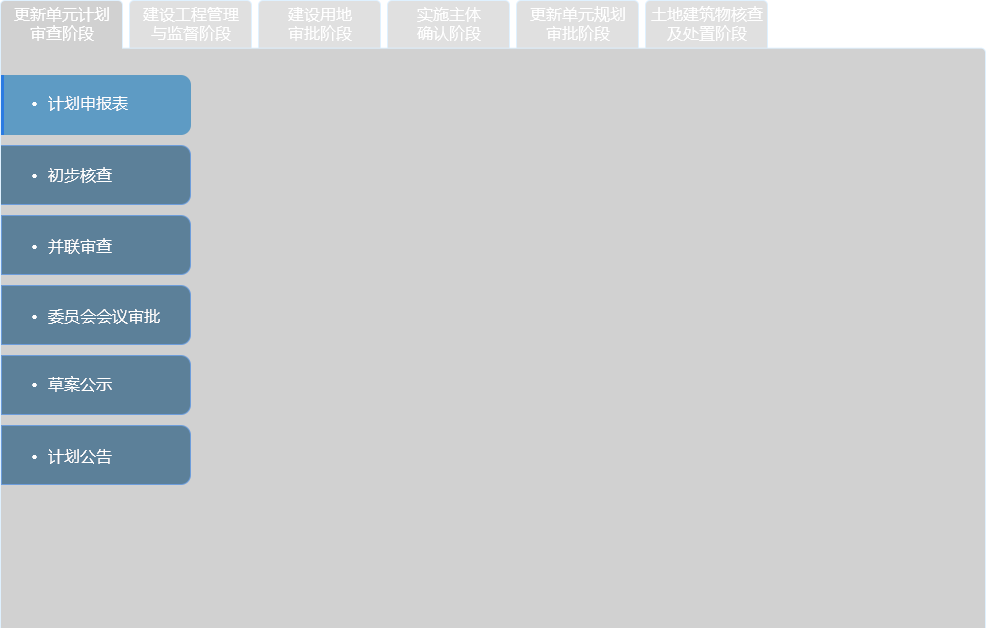 更新单元计划
审查阶段
建设工程管理
与监督阶段
建设用地
审批阶段
实施主体
确认阶段
更新单元规划
审批阶段
土地建筑物核查
及处置阶段
• 计划申报表
• 初步核查
• 并联审查
• 委员会会议审批
• 草案公示
• 计划公告